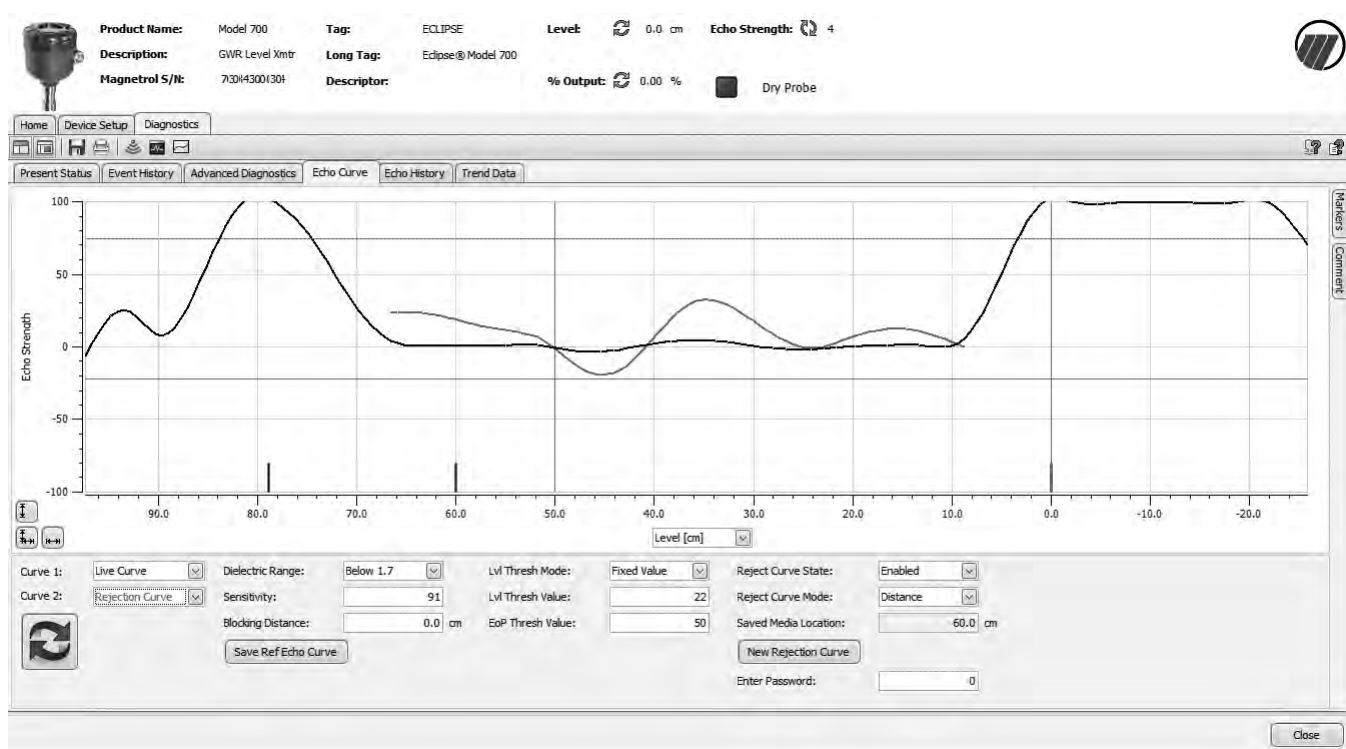 Product Name: Model 700 Tag: ECLIPSE Level: 0.0 cm Echo Strength: 4
Description: GWR Level Xmtr Long Tag: Eclipse® Model 700
Magnetrol S/N: Descriptor: % Output: 0.00 % Dry Probe
Home Device Setup Diagnostics
Present Status Event History Advanced Diagnostics Echo Curve Echo History Trend Data
Markers
Comment
Echo Strength
100
50
0
-50
-100
90.0 80.0 70.0 60.0 50.0 40.0 30.0 20.0 10.0 0.0 -10.0 -20.0
Level [cm]
Curve 1: Live Curve Dielectric Range: Below 1.7 Lvl Thresh Mode: Fixed Value Reject Curve State: Enabled
Curve 2: Rejection Curve Sensitivity: 91 Lvl Thresh Value: 22 Reject Curve Mode: Distance
Blocking Distance: 0.0 cm EoP Thresh Value: 50 Saved Media Location: 60.0 cm
Save Ref Echo Curve New Rejection Curve
Enter Password: 0
Close